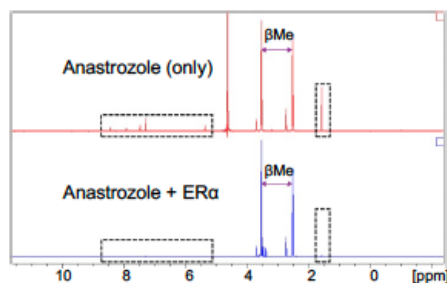 βMe
Anastrozole (only)
βMe
Anastrozole + ERα
10 8 6 4 2 0 [ppm]